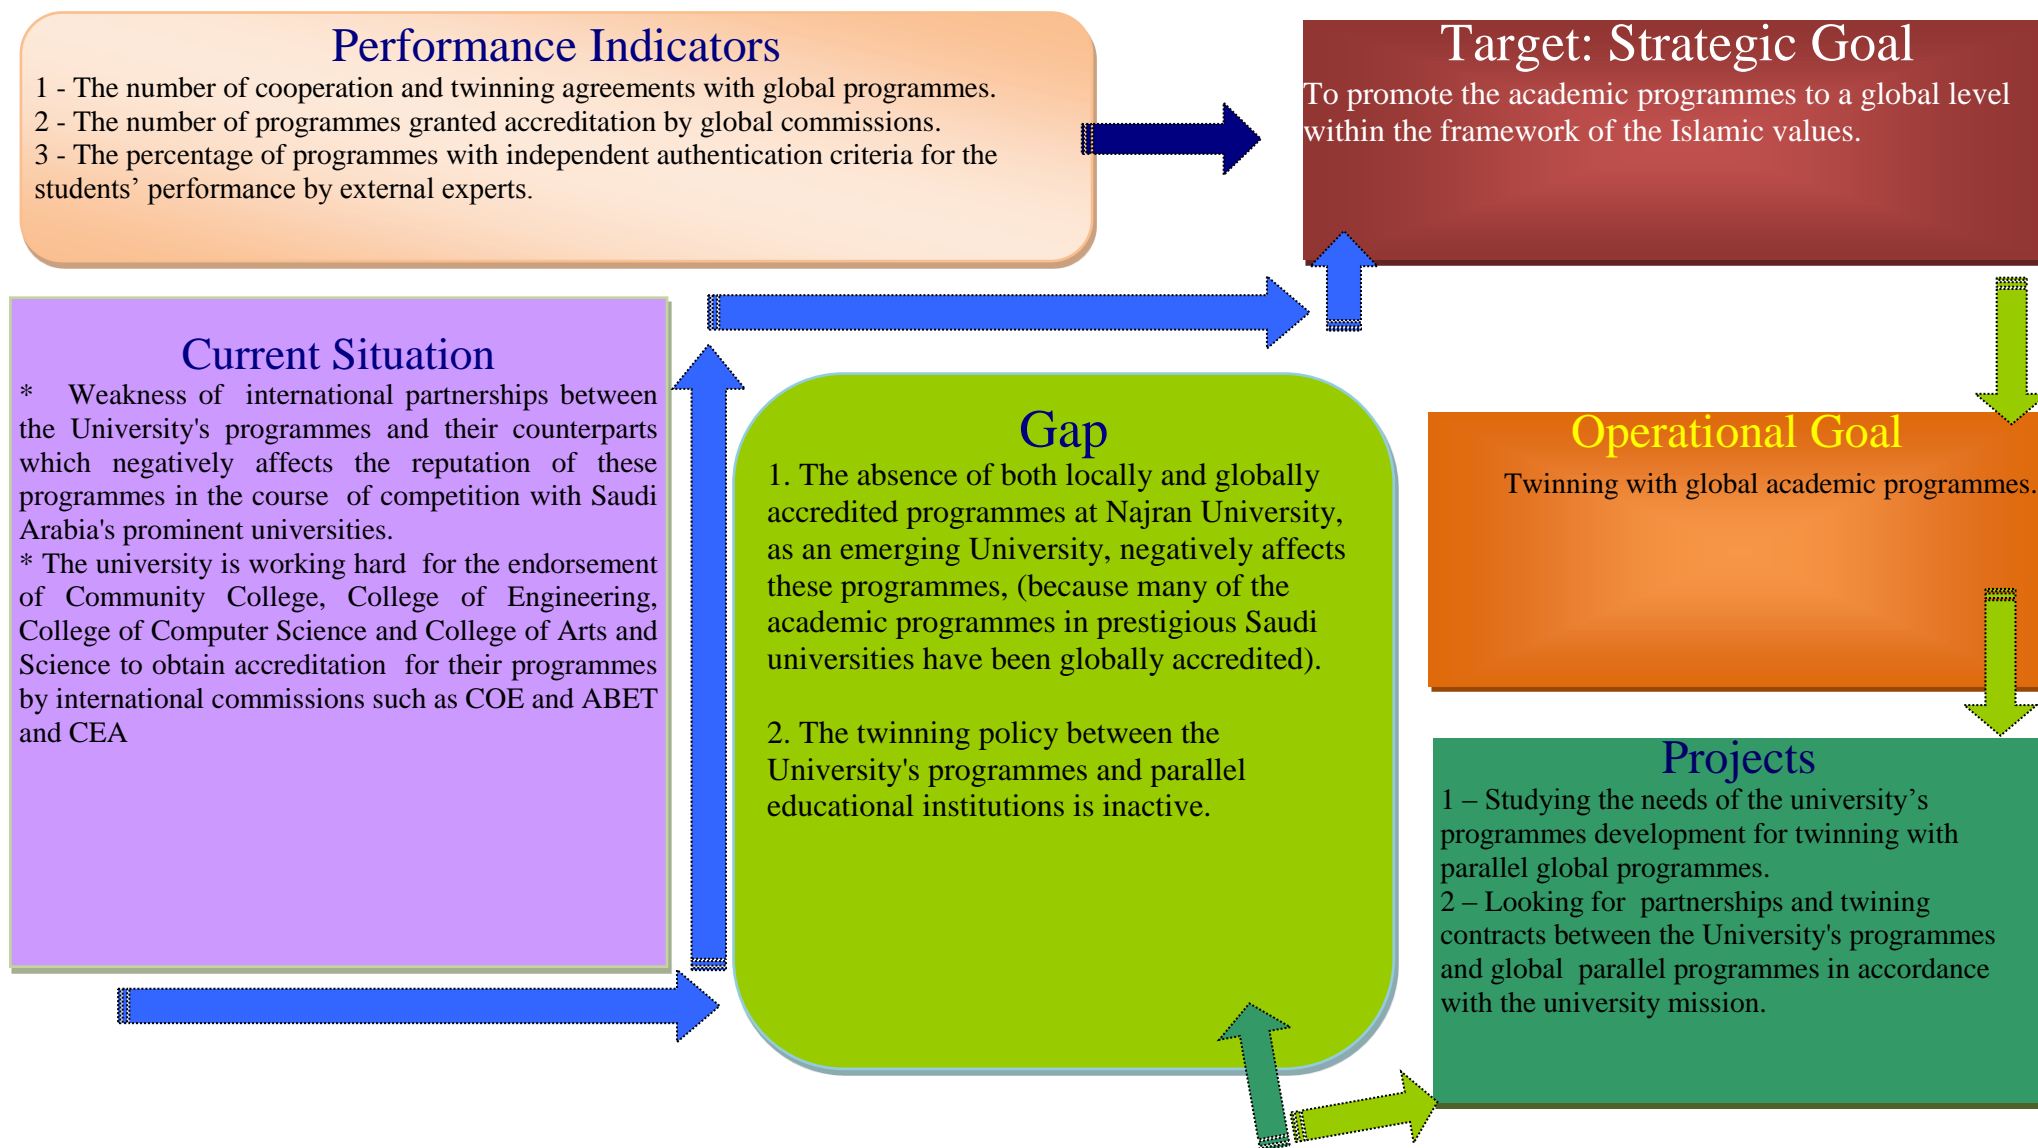 Performance Indicators
1 - The number of cooperation and twinning agreements with global programmes.
2 - The number of programmes granted accreditation by global commissions.
3 - The percentage of programmes with independent authentication criteria for the
students’ performance by external experts.
Target: Strategic Goal
To promote the academic programmes to a global level
within the framework of the Islamic values.
Current Situation
* Weakness of international partnerships between
the University's programmes and their counterparts
which negatively affects the reputation of these
programmes in the course of competition with Saudi
Arabia's prominent universities.
* The university is working hard for the endorsement
of Community College, College of Engineering,
College of Computer Science and College of Arts and
Science to obtain accreditation for their programmes
by international commissions such as COE and ABET
and CEA
Gap
1. The absence of both locally and globally
accredited programmes at Najran University,
as an emerging University, negatively affects
these programmes, (because many of the
academic programmes in prestigious Saudi
universities have been globally accredited).
2. The twinning policy between the
University's programmes and parallel
educational institutions is inactive.
Operational Goal
Twinning with global academic programmes.
Projects
1 – Studying the needs of the university’s
programmes development for twinning with
parallel global programmes.
2 – Looking for partnerships and twining
contracts between the University's programmes
and global parallel programmes in accordance
with the university mission.